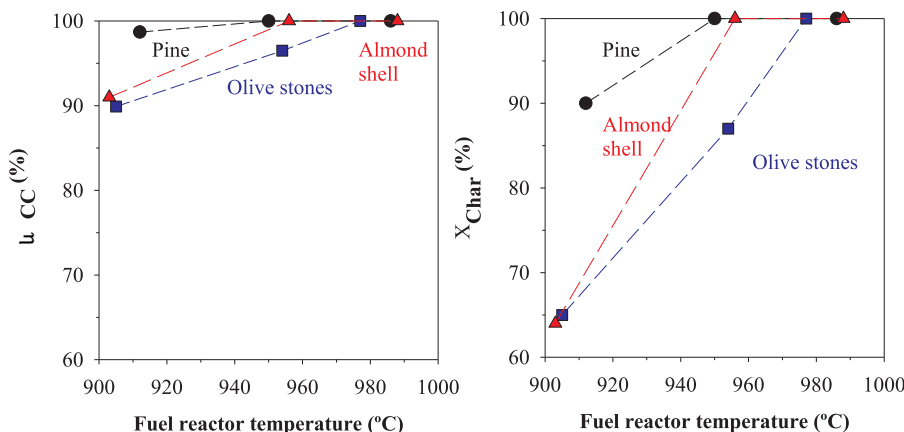 100
90
80
70
60
900 920 940 960 980 1000
Fuel reactor temperature (ºC)
ɩ CC (%)
Pine
Olive stones
Almond
shell
100
90
80
70
60
900 920 940 960 980 1000
Fuel reactor temperature (ºC)
XChar (%)
Pine
Almond
shell
Olive stones